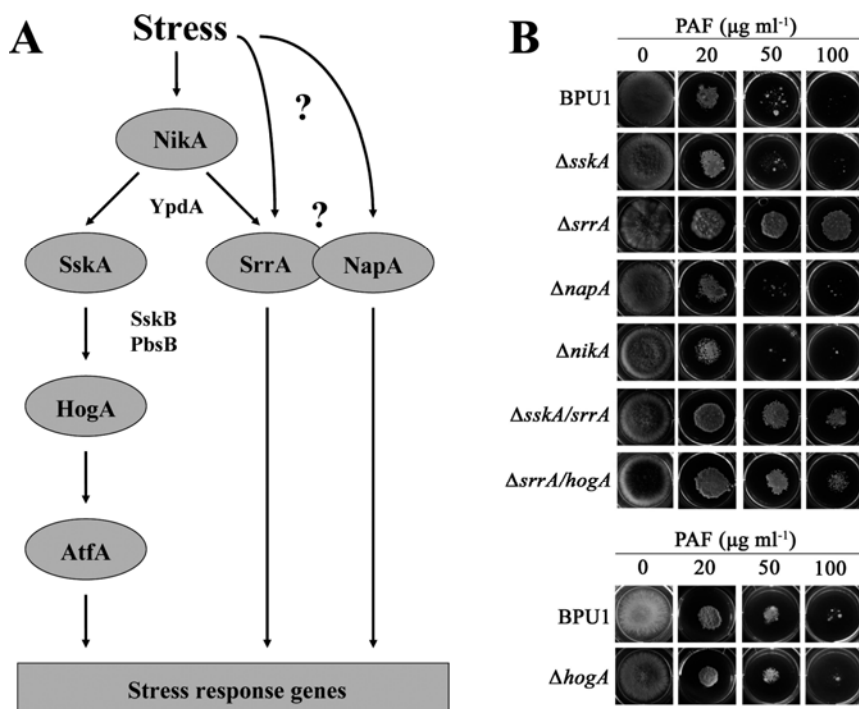 A
Stress
?
NikA
YpdA
?
SskA
SrrA
NapA
SskB
PbsB
HogA
AtfA
Stress response genes
B
PAF (µg ml-1)
0 20 50 100
BPU1
ΔsskA
ΔsrrA
ΔnapA
ΔnikA
ΔsskA/srrA
ΔsrrA/hogA
PAF (µg ml-1)
0 20 50 100
BPU1
ΔhogA